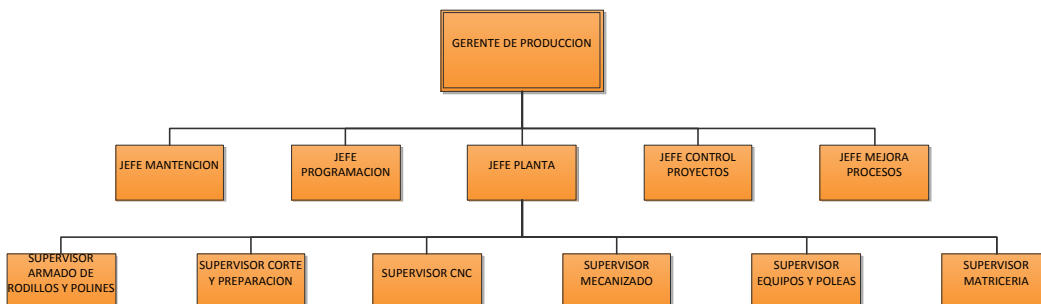 GERENTE DE PRODUCCION
JEFE MANTENCION
JEFE
PROGRAMACION
JEFE PLANTA
JEFE CONTROL
PROYECTOS
JEFE MEJORA
PROCESOS
SUPERVISOR
ARMADO DE
RODILLOS Y POLINES
SUPERVISOR CORTE
Y PREPARACION
SUPERVISOR CNC
SUPERVISOR
MECANIZADO
SUPERVISOR
EQUIPOS Y POLEAS
SUPERVISOR
MATRICERIA